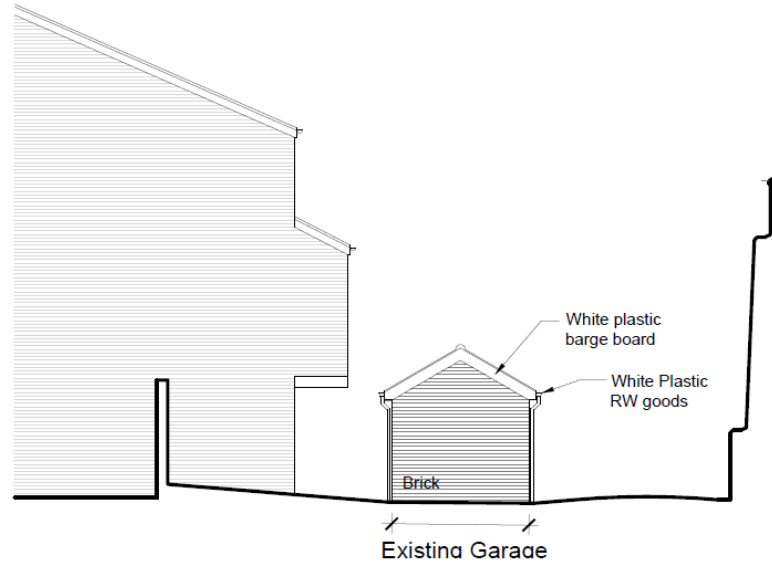 White plastic
barge board
White Plastic
RW goods
Brick
Existing Garage